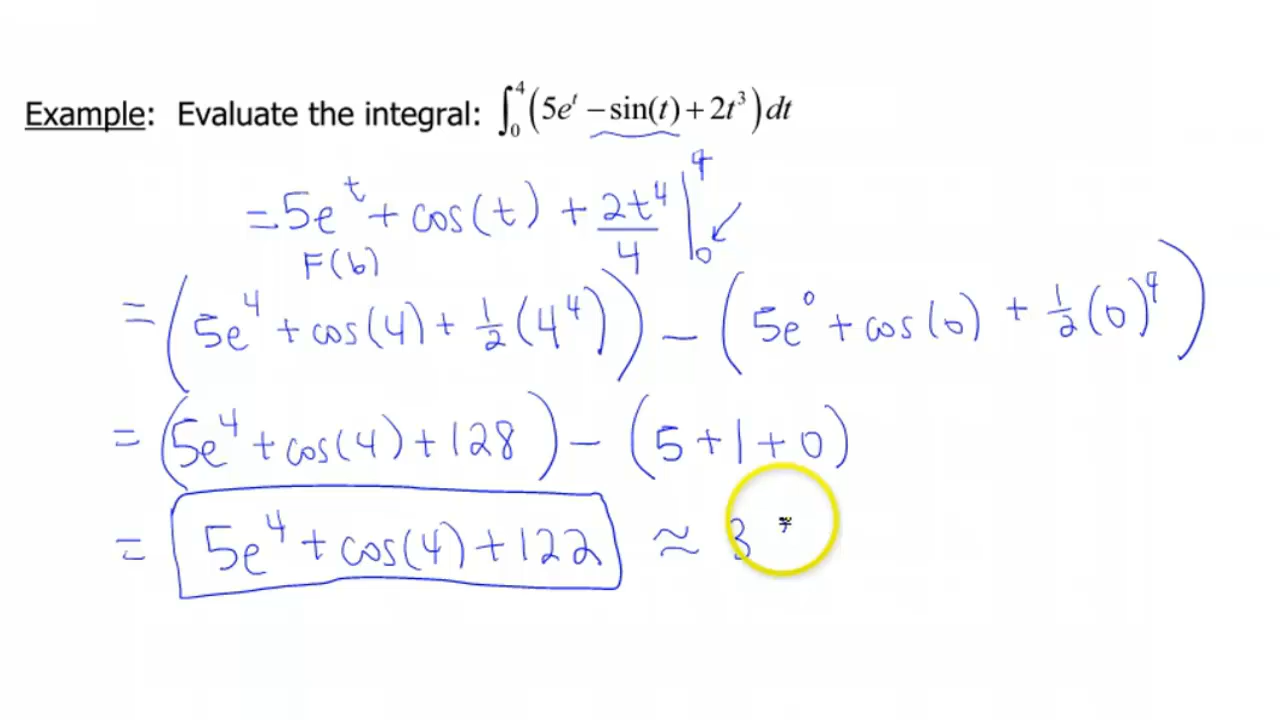 Example: Evaluate the integral: ∫₀⁴ (5eᵗ − sin(t) + 2t³) dt
= 5eᵗ + cos(t) + 2t⁴/4 |₀⁴
F(b)
= (5e⁴ + cos(4) + ½(4⁴)) − (5e⁰ + cos(0) + ½(0)⁴)
= (5e⁴ + cos(4) + 128) − (5 + 1 + 0)
= 5e⁴ + cos(4) + 122 ≈ 3